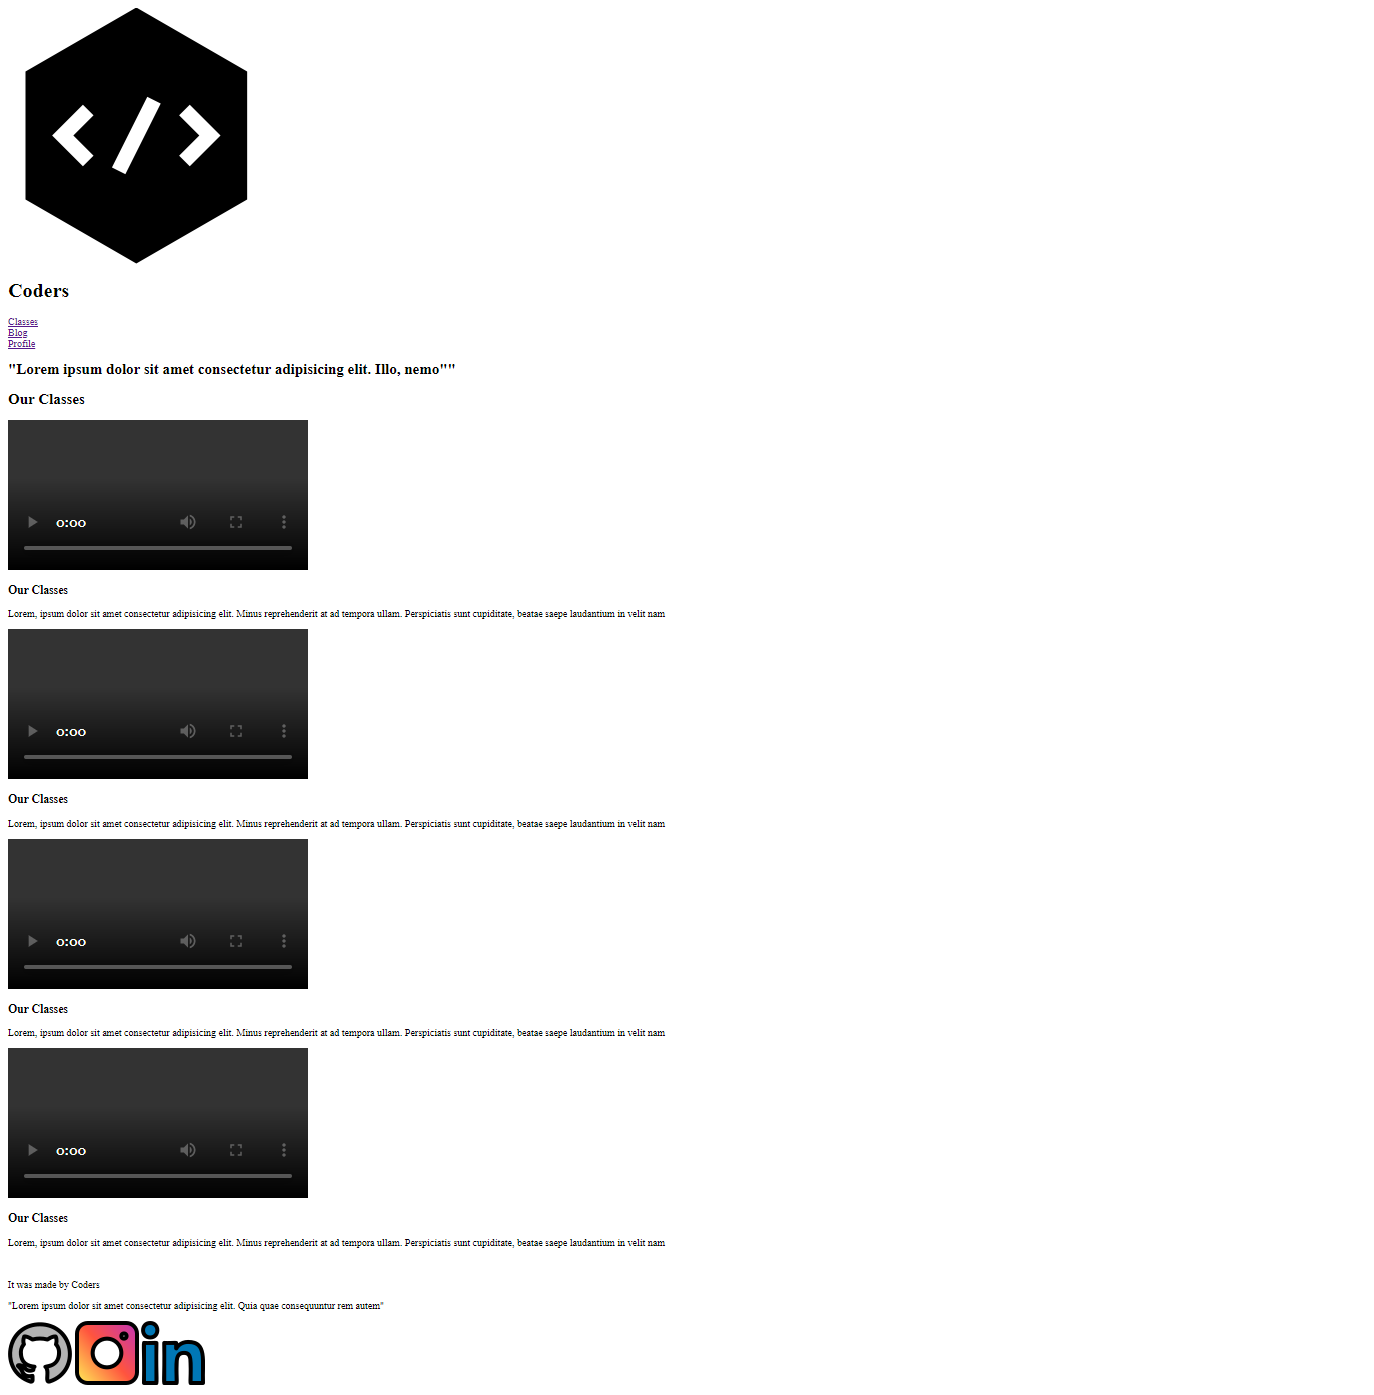 </>
Coders
Classes
Blog
Profile
"Lorem ipsum dolor sit amet consectetur adipisicing elit. Illo, nemo""
Our Classes
0:00
Our Classes
Lorem, ipsum dolor sit amet consectetur adipisicing elit. Minus reprehenderit at ad tempora ullam. Perspiciatis sunt cupiditate, beatae saepe laudantium in velit nam
0:00
Our Classes
Lorem, ipsum dolor sit amet consectetur adipisicing elit. Minus reprehenderit at ad tempora ullam. Perspiciatis sunt cupiditate, beatae saepe laudantium in velit nam
0:00
Our Classes
Lorem, ipsum dolor sit amet consectetur adipisicing elit. Minus reprehenderit at ad tempora ullam. Perspiciatis sunt cupiditate, beatae saepe laudantium in velit nam
0:00
Our Classes
Lorem, ipsum dolor sit amet consectetur adipisicing elit. Minus reprehenderit at ad tempora ullam. Perspiciatis sunt cupiditate, beatae saepe laudantium in velit nam
It was made by Coders
"Lorem ipsum dolor sit amet consectetur adipisicing elit. Quia quae consequuntur rem autem"
in